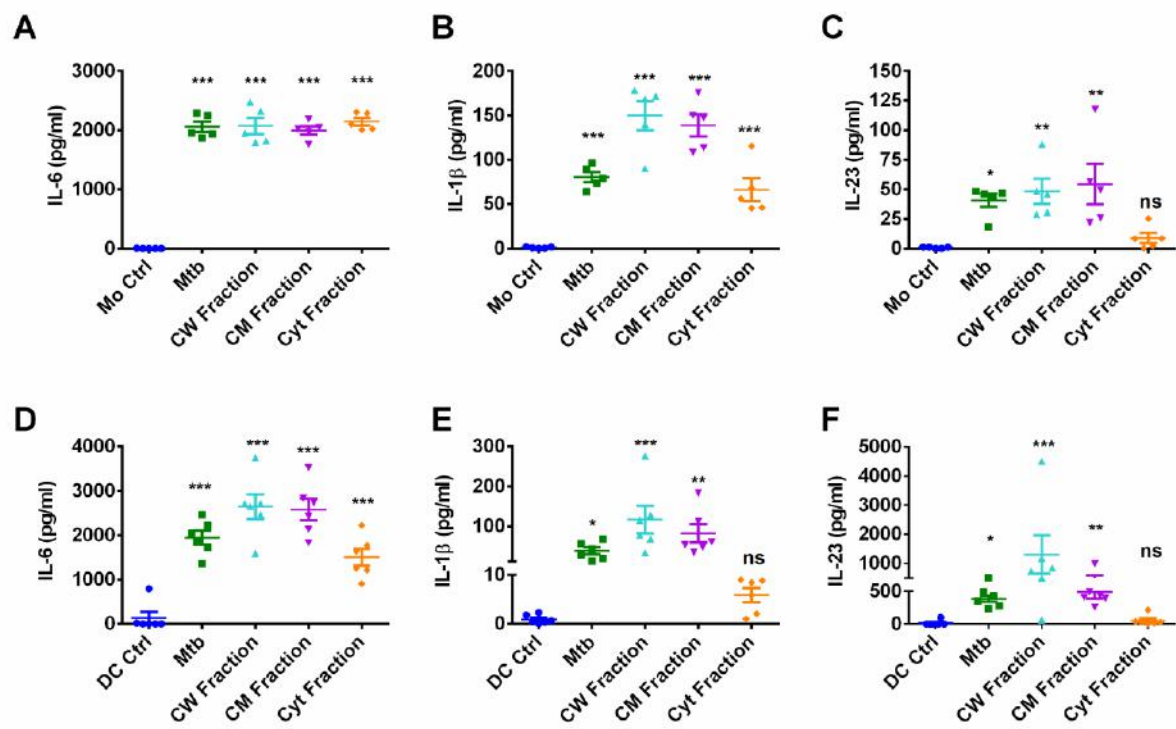 A
IL-6 (pg/ml)
3000
2000
1000
0
*** *** *** ***
Mo Ctrl
Mtb
CW Fraction
CM Fraction
Cyt Fraction
B
IL-1β (pg/ml)
200
150
100
50
0
*** *** *** ***
Mo Ctrl
Mtb
CW Fraction
CM Fraction
Cyt Fraction
C
IL-23 (pg/ml)
150
125
100
75
50
25
0
* ** ** ns
Mo Ctrl
Mtb
CW Fraction
CM Fraction
Cyt Fraction
D
IL-6 (pg/ml)
4000
3000
2000
1000
0
*** *** *** ***
DC Ctrl
Mtb
CW Fraction
CM Fraction
Cyt Fraction
E
IL-1β (pg/ml)
300
200
100
10
0
* *** ** ns
DC Ctrl
Mtb
CW Fraction
CM Fraction
Cyt Fraction
F
IL-23 (pg/ml)
5000
4000
3000
2000
1000
500
0
* *** ** ns
DC Ctrl
Mtb
CW Fraction
CM Fraction
Cyt Fraction